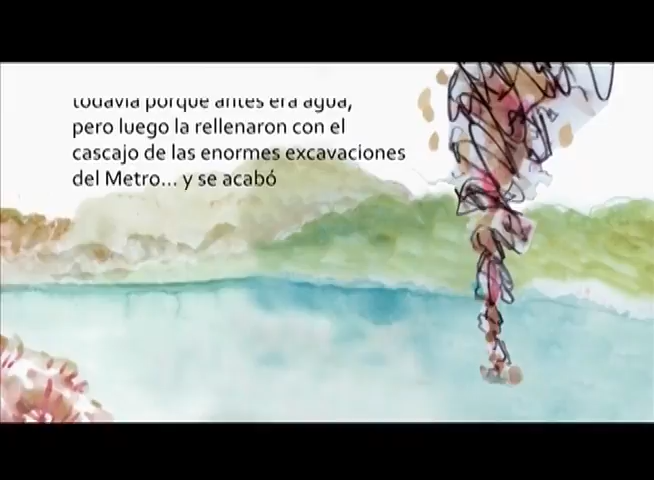 todavía porque antes era agua,
pero luego la rellenaron con el
cascajo de las enormes excavaciones
del Metro... y se acabó